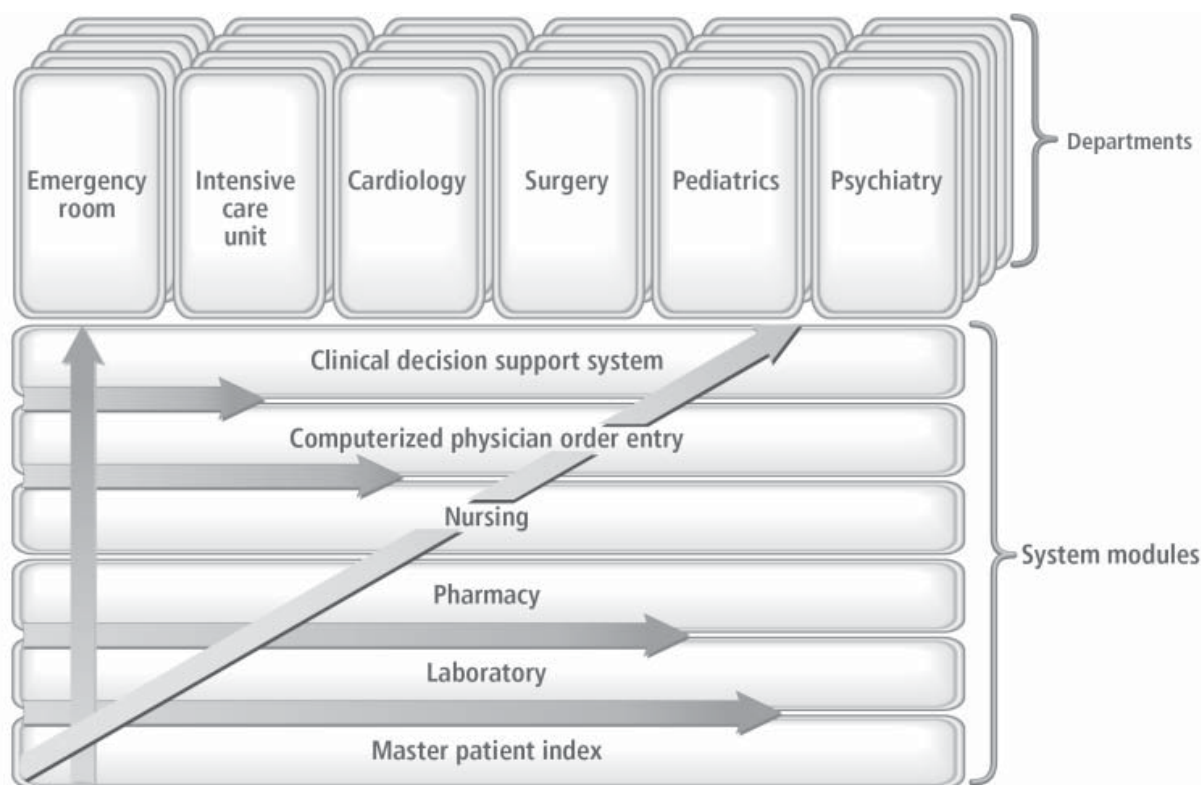 Emergency
room
Intensive
care
unit
Cardiology
Surgery
Pediatrics
Psychiatry
Departments
Clinical decision support system
Computerized physician order entry
Nursing
Pharmacy
Laboratory
Master patient index
System modules